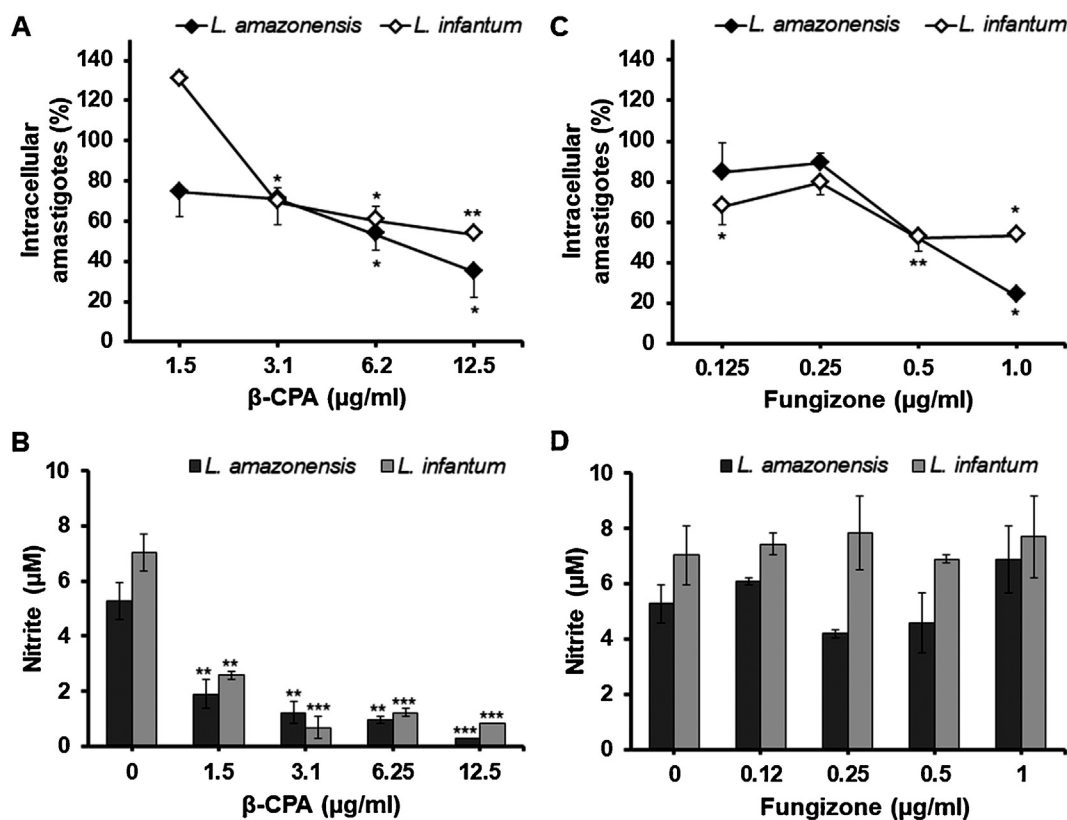 A
L. amazonensis
L. infantum
140
120
100
80
60
40
20
0
Intracellular
amastigotes (%)
*
*
*
**
*
1.5
3.1
6.2
12.5
β-CPA (µg/ml)
C
L. amazonensis
L. infantum
140
120
100
80
60
40
20
0
Intracellular
amastigotes (%)
*
**
*
*
0.125
0.25
0.5
1.0
Fungizone (µg/ml)
B
L. amazonensis
L. infantum
10
8
6
4
2
0
Nitrite (µM)
**
**
**
***
**
***
***
***
0
1.5
3.1
6.25
12.5
β-CPA (µg/ml)
D
L. amazonensis
L. infantum
10
8
6
4
2
0
Nitrite (µM)
0
0.12
0.25
0.5
1
Fungizone (µg/ml)